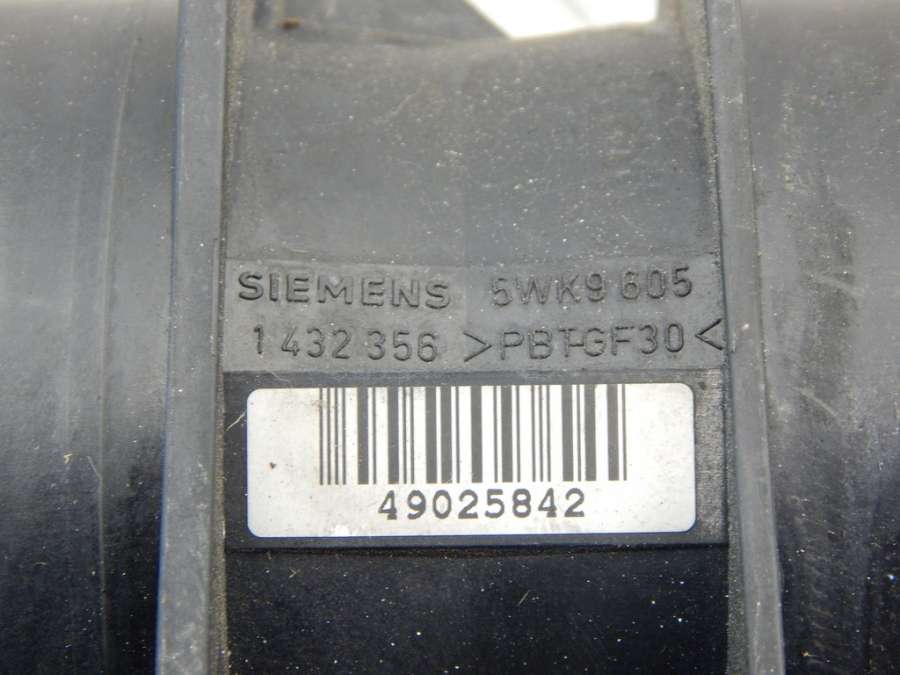 SIEMENS 5WK9 605
1 432 356 >PBT-GF30<
49025842